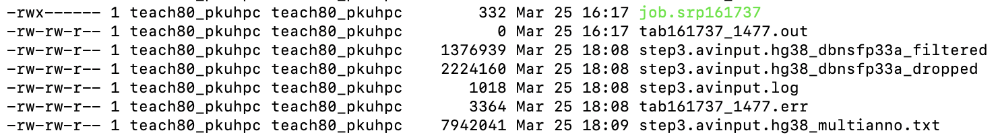 -rwx------ 1 teach80_pkuhpc teach80_pkuhpc     332 Mar 25 16:17 job.srp161737
-rw-rw-r-- 1 teach80_pkuhpc teach80_pkuhpc       0 Mar 25 16:17 tab161737_1477.out
-rw-rw-r-- 1 teach80_pkuhpc teach80_pkuhpc 1376939 Mar 25 18:08 step3.avinput.hg38_dbnsfp33a_filtered
-rw-rw-r-- 1 teach80_pkuhpc teach80_pkuhpc 2224160 Mar 25 18:08 step3.avinput.hg38_dbnsfp33a_dropped
-rw-rw-r-- 1 teach80_pkuhpc teach80_pkuhpc    1018 Mar 25 18:08 step3.avinput.log
-rw-rw-r-- 1 teach80_pkuhpc teach80_pkuhpc    3364 Mar 25 18:08 tab161737_1477.err
-rw-rw-r-- 1 teach80_pkuhpc teach80_pkuhpc 7942041 Mar 25 18:09 step3.avinput.hg38_multianno.txt